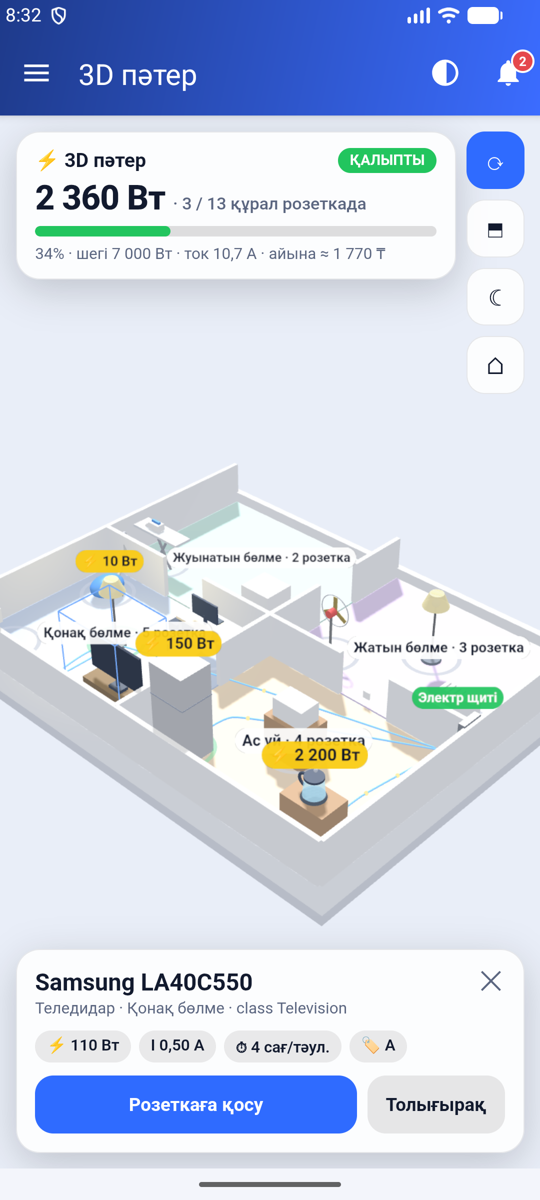 8:32
3D пәтер
2
⚡ 3D пәтер
ҚАЛЫПТЫ
2 360 Вт · 3 / 13 құрал розеткада
34% · шегі 7 000 Вт · ток 10,7 А · айына ≈ 1 770 ₸
⚡ 10 Вт
Жуынатын бөлме · 2 розетка
Қонақ бөлме · 5 розетка
⚡ 150 Вт
Жатын бөлме · 3 розетка
Электр щиті
Ас үй · 4 розетка
⚡ 2 200 Вт
Samsung LA40C550
Теледидар · Қонақ бөлме · class Television
⚡ 110 Вт
I 0,50 А
⏱ 4 сағ/тәул.
🏷️ A
Розеткаға қосу
Толығырақ